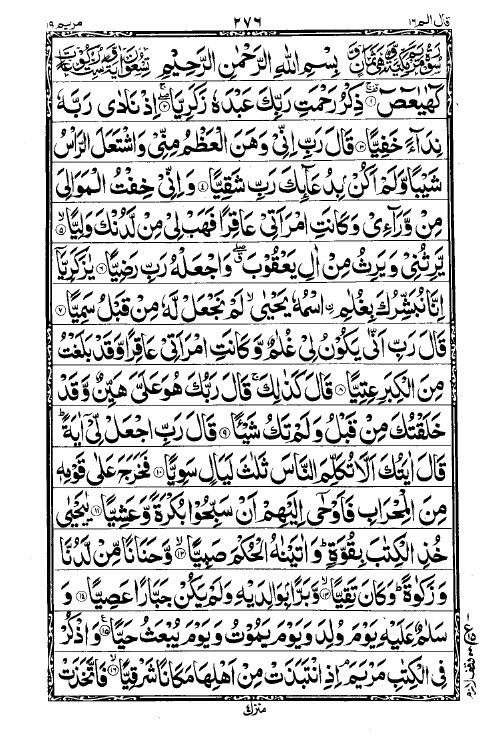 قال الم ١٦ ٢٧٦ مريم ١٩
بِسْمِ اللهِ الرَّحْمٰنِ الرَّحِيْمِ
كٓهٰيٰعٓصٓ ۝١ ذِكْرُ رَحْمَتِ رَبِّكَ عَبْدَهٗ زَكَرِيَّا ۝٢ اِذْ نَادٰى رَبَّهٗ
نِدَآءً خَفِيًّا ۝٣ قَالَ رَبِّ اِنِّيْ وَهَنَ الْعَظْمُ مِنِّيْ وَاشْتَعَلَ الرَّاْسُ
شَيْبًا وَّلَمْ اَكُنْۢ بِدُعَآئِكَ رَبِّ شَقِيًّا ۝٤ وَاِنِّيْ خِفْتُ الْمَوَالِيَ
مِنْ وَّرَآءِيْ وَكَانَتِ امْرَاَتِيْ عَاقِرًا فَهَبْ لِيْ مِنْ لَّدُنْكَ وَلِيًّا ۝٥
يَّرِثُنِيْ وَيَرِثُ مِنْ اٰلِ يَعْقُوْبَ وَاجْعَلْهُ رَبِّ رَضِيًّا ۝٦ يٰزَكَرِيَّآ
اِنَّا نُبَشِّرُكَ بِغُلٰمِ ۨاسْمُهٗ يَحْيٰى لَمْ نَجْعَلْ لَّهٗ مِنْ قَبْلُ سَمِيًّا ۝٧
قَالَ رَبِّ اَنّٰى يَكُوْنُ لِيْ غُلٰمٌ وَّكَانَتِ امْرَاَتِيْ عَاقِرًا وَّقَدْ بَلَغْتُ
مِنَ الْكِبَرِ عِتِيًّا ۝٨ قَالَ كَذٰلِكَ قَالَ رَبُّكَ هُوَ عَلَيَّ هَيِّنٌ وَّقَدْ
خَلَقْتُكَ مِنْ قَبْلُ وَلَمْ تَكُ شَيْـًٔا ۝٩ قَالَ رَبِّ اجْعَلْ لِّيْٓ اٰيَةً
قَالَ اٰيَتُكَ اَلَّا تُكَلِّمَ النَّاسَ ثَلٰثَ لَيَالٍ سَوِيًّا ۝١٠ فَخَرَجَ عَلٰى قَوْمِهٖ
مِنَ الْمِحْرَابِ فَاَوْحٰٓى اِلَيْهِمْ اَنْ سَبِّحُوْا بُكْرَةً وَّعَشِيًّا ۝١١ يٰيَحْيٰى
خُذِ الْكِتٰبَ بِقُوَّةٍ وَاٰتَيْنٰهُ الْحُكْمَ صَبِيًّا ۝١٢ وَّحَنَانًا مِّنْ لَّدُنَّا
وَزَكٰوةً وَكَانَ تَقِيًّا ۝١٣ وَّبَرًّۢا بِوَالِدَيْهِ وَلَمْ يَكُنْ جَبَّارًا عَصِيًّا ۝١٤ وَ
سَلٰمٌ عَلَيْهِ يَوْمَ وُلِدَ وَيَوْمَ يَمُوْتُ وَيَوْمَ يُبْعَثُ حَيًّا ۝١٥ وَاذْكُرْ
فِي الْكِتٰبِ مَرْيَمَ اِذِ انْتَبَذَتْ مِنْ اَهْلِهَا مَكَانًا شَرْقِيًّا ۝١٦ فَاتَّخَذَتْ
منزل